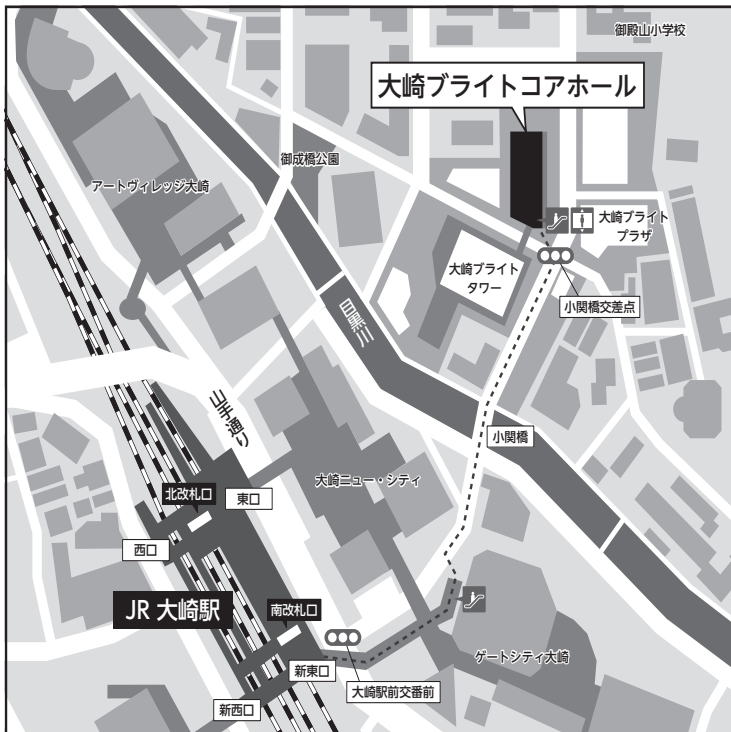 御殿山小学校
大崎ブライトコアホール
御成橋公園
アートヴィレッジ大崎
大崎ブライト
プラザ
大崎ブライト
タワー
小関橋交差点
目黒川
山手通り
小関橋
大崎ニュー・シティ
北改札口
東口
西口
JR 大崎駅
南改札口
新東口
ゲートシティ大崎
大崎駅前交番前
新西口